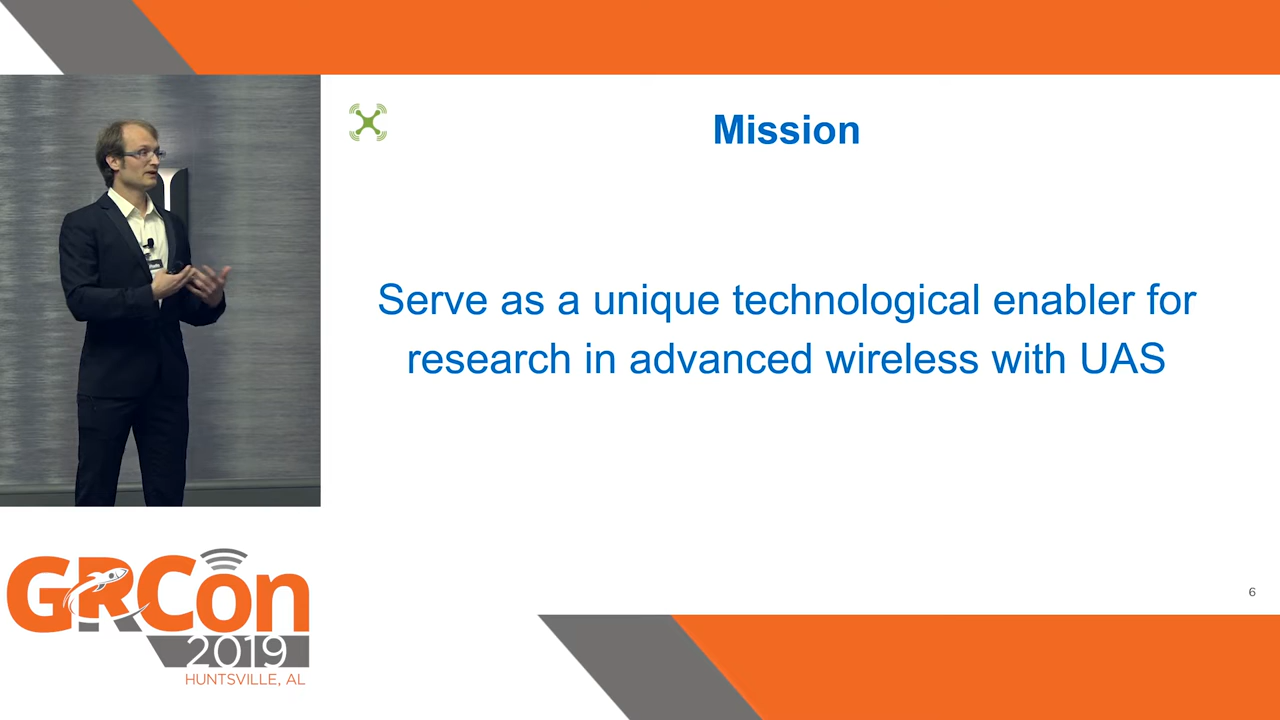 Mission
Serve as a unique technological enabler for
research in advanced wireless with UAS
6
GRCon
2019
HUNTSVILLE, AL